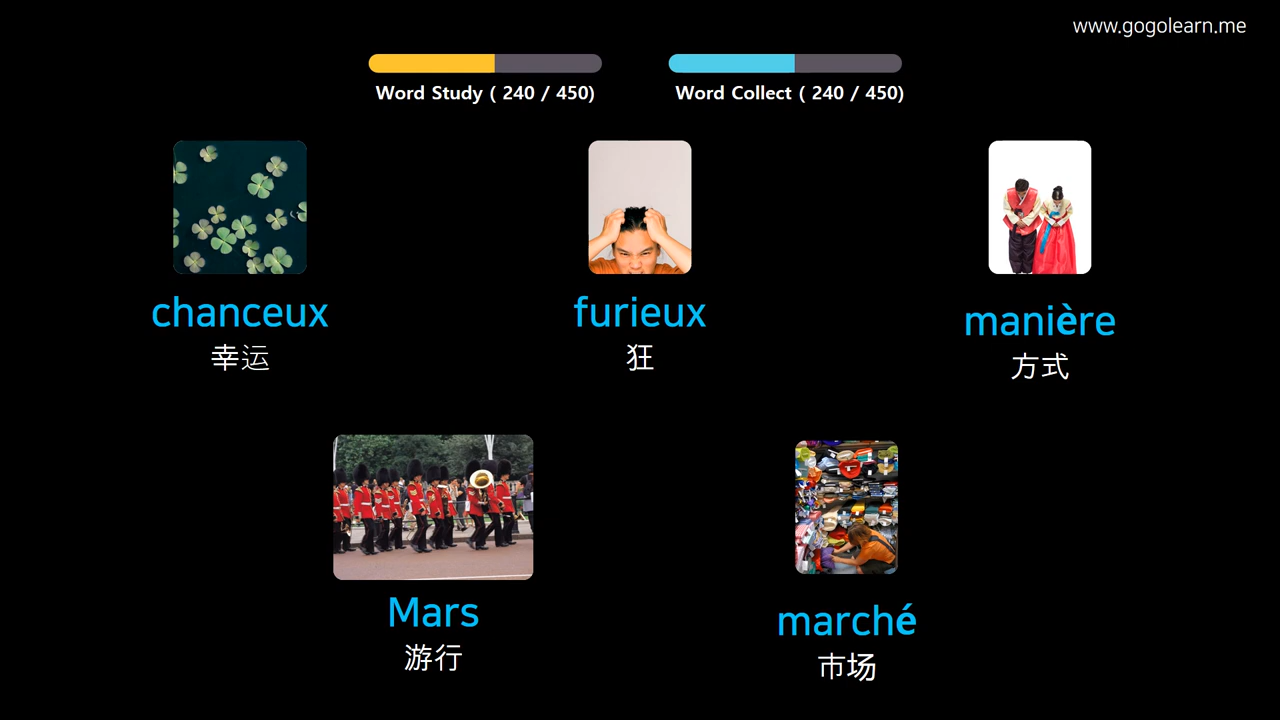 www.gogolearn.me
Word Study ( 240 / 450)
Word Collect ( 240 / 450)
chanceux
幸运
furieux
狂
manière
方式
Mars
游行
marché
市场